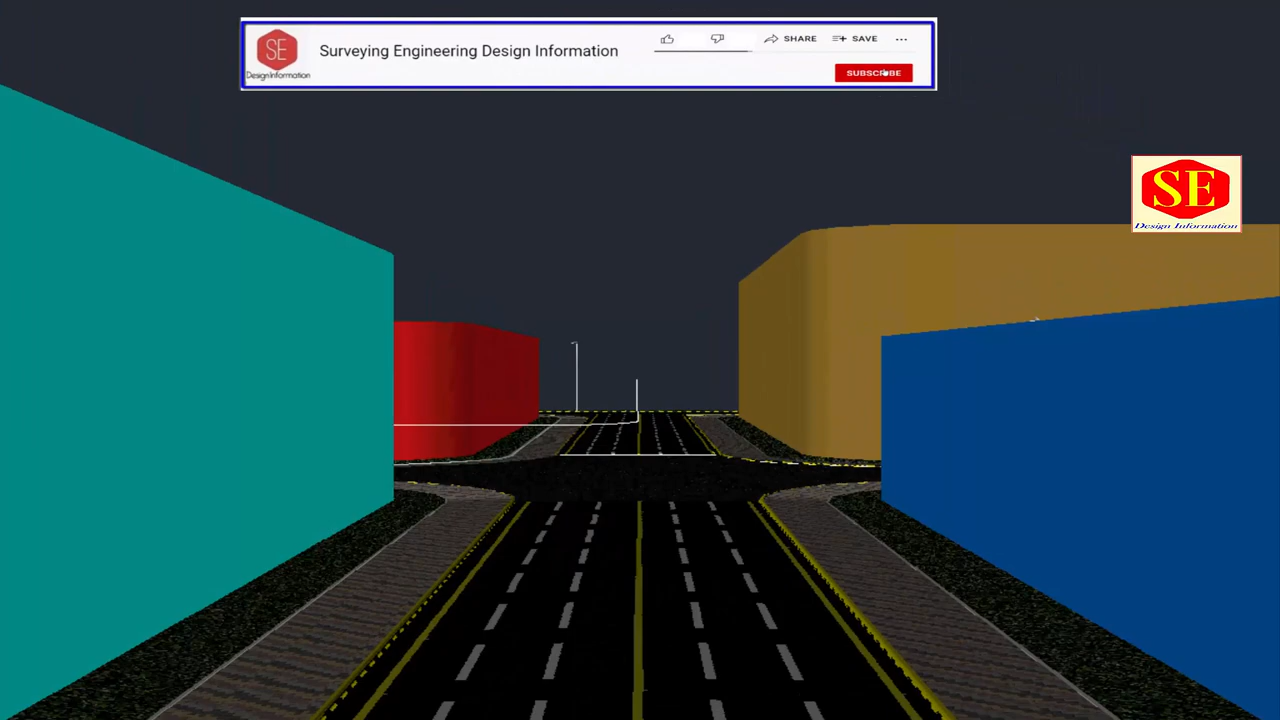 SE
Design Information
Surveying Engineering Design Information
SHARE
SAVE
SUBSCRIBE
SE
Design Information